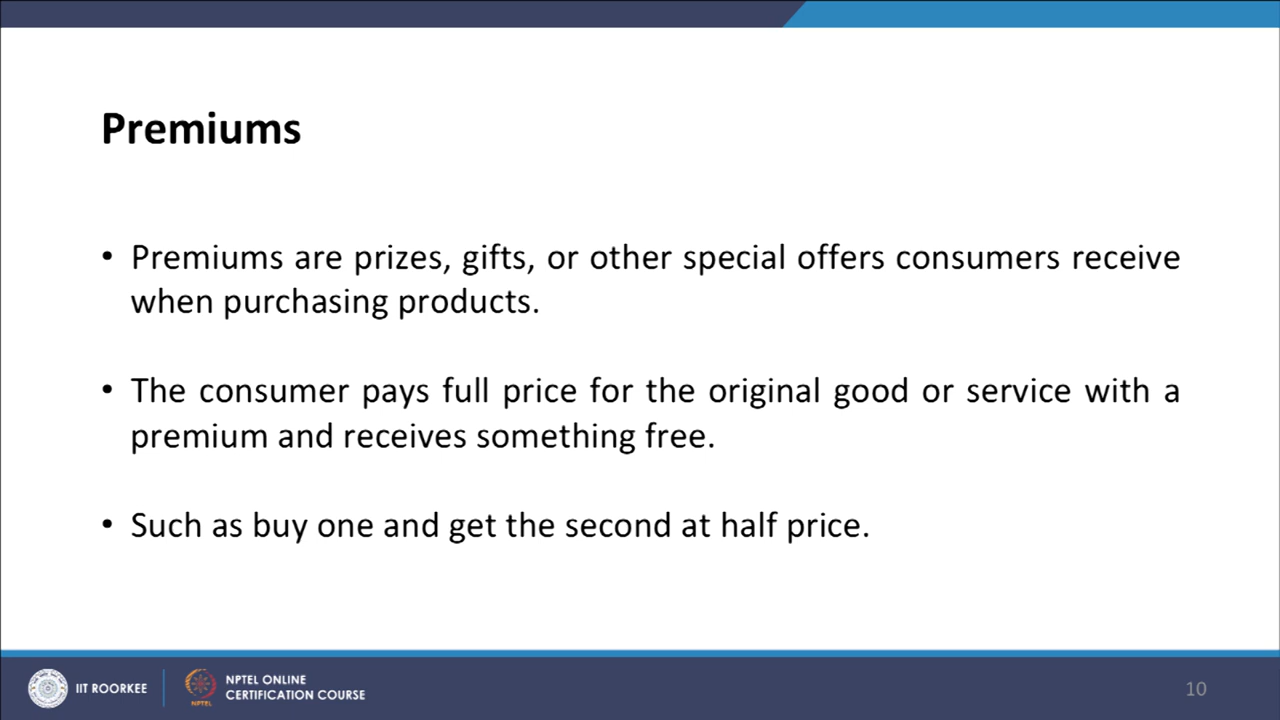 Premiums
• Premiums are prizes, gifts, or other special offers consumers receive
when purchasing products.
• The consumer pays full price for the original good or service with a
premium and receives something free.
• Such as buy one and get the second at half price.
IIT ROORKEE
NPTEL
NPTEL ONLINE
CERTIFICATION COURSE
10